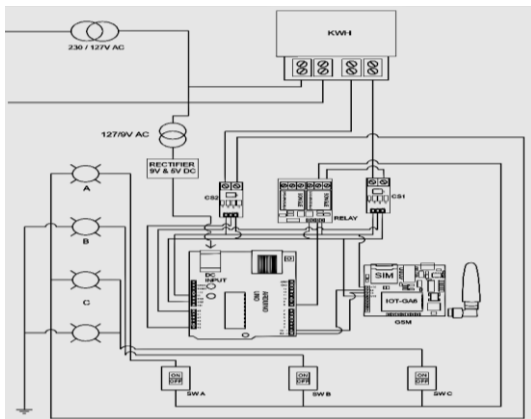 KWH
230 / 127V AC
127/9V AC
RECTIFIER
9V & 5V DC
A
CS2
CS1
RELAY
B
DC
INPUT
ARDUINO
UNO
SIM
IOT-GA6
GSM
C
ON
OFF
ON
OFF
ON
OFF
SW A
SW B
SW C